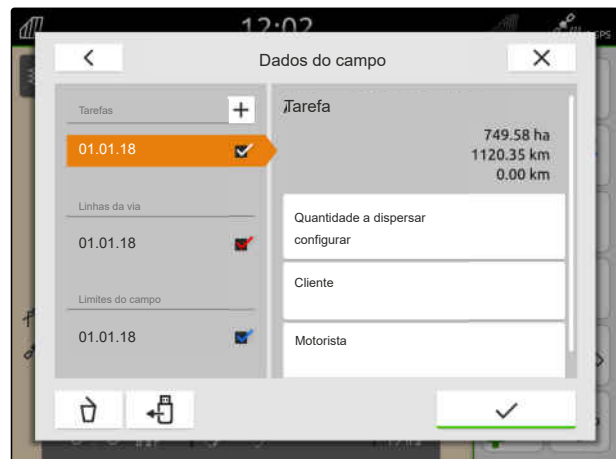 12:02
GPS
Dados do campo
Tarefas
01.01.18
Linhas da via
01.01.18
Limites do campo
01.01.18
Tarefa
749.58 ha
1120.35 km
0.00 km
Quantidade a dispersar
configurar
Cliente
Motorista